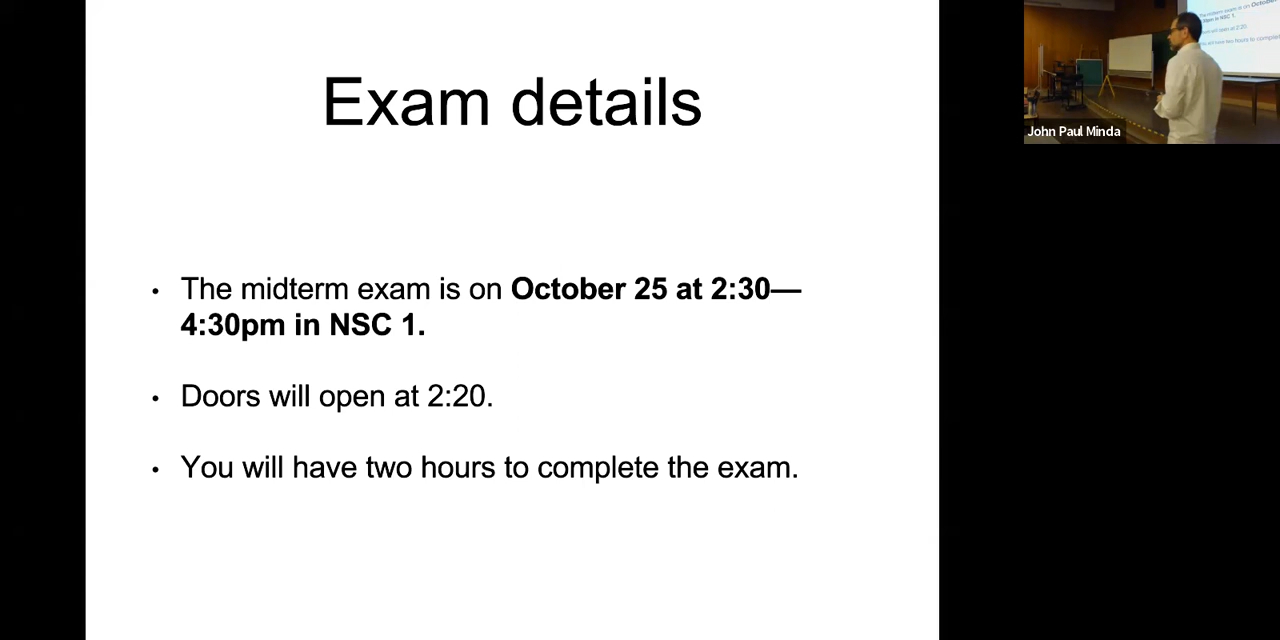 Exam details
• The midterm exam is on October 25 at 2:30—
4:30pm in NSC 1.
• Doors will open at 2:20.
• You will have two hours to complete the exam.
John Paul Minda